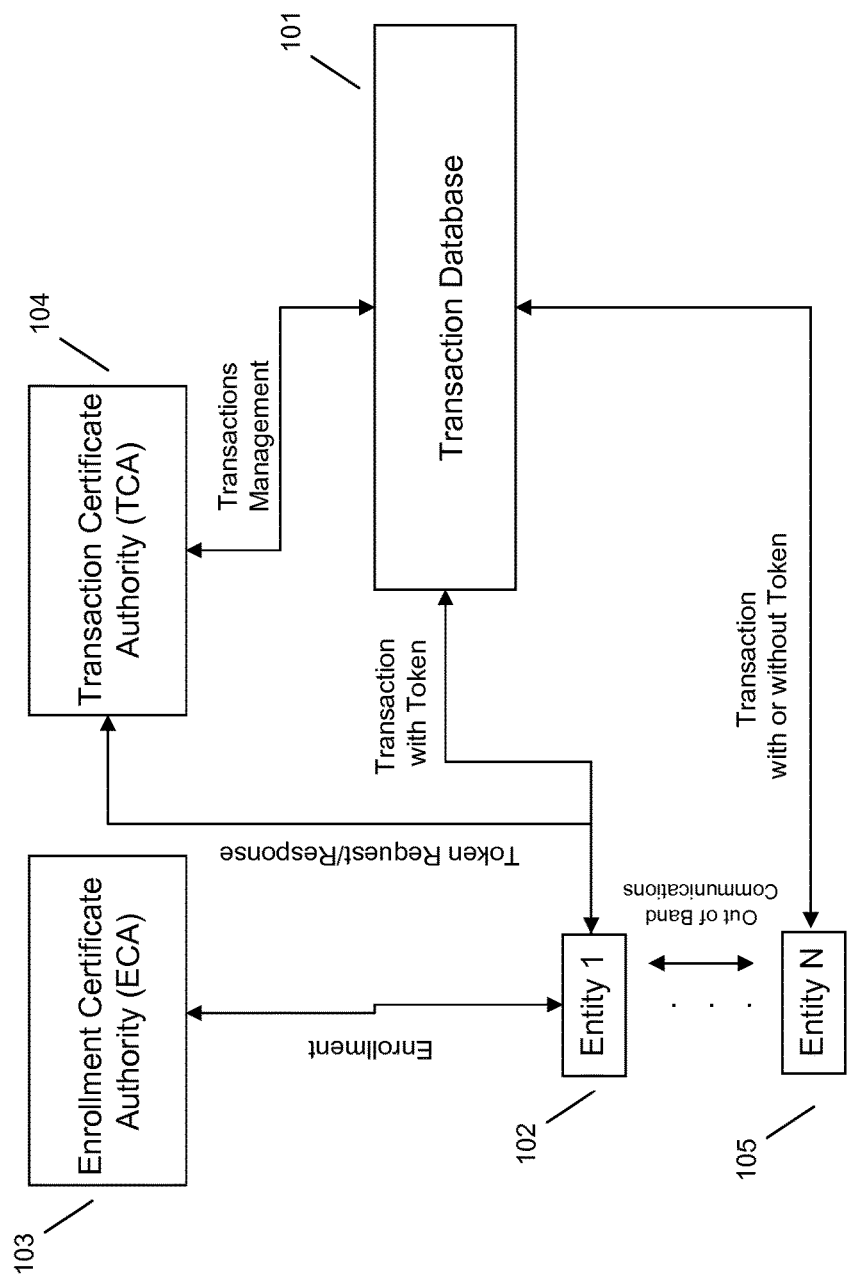 103
Enrollment Certificate
Authority (ECA)
104
Transaction Certificate
Authority (TCA)
Enrollment
Token Request/Response
Transactions
Management
101
Transaction Database
Transaction
with Token
102
Entity 1
Out of Band
Communications
. . .
105
Entity N
Transaction
with or without Token